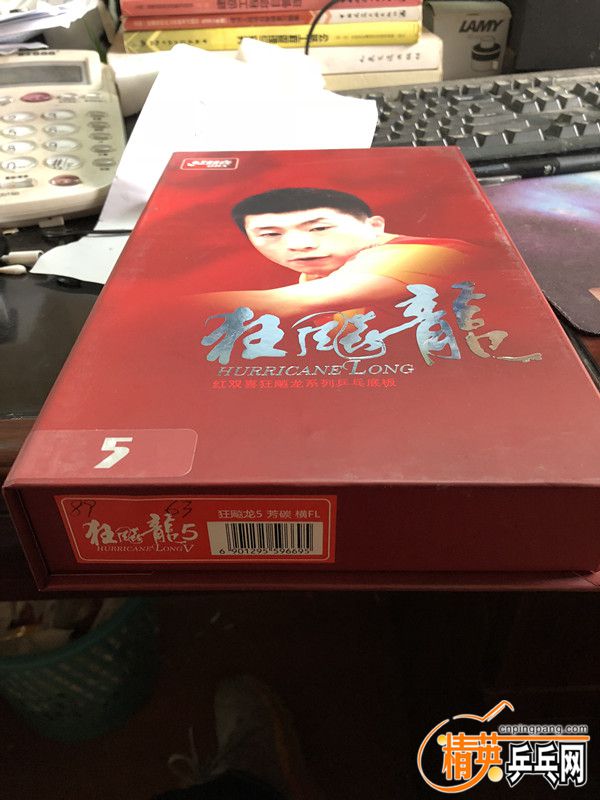 LAMY
狂飚龍
HURRICANE LONG
红双喜狂飚龙系列乒乓底板
5
89 63
狂飚龍5
HURRICANE LONG V
狂飚龙5 芳碳 横FL
6 901295 596695
cnpingpang.com
精英乒乓网